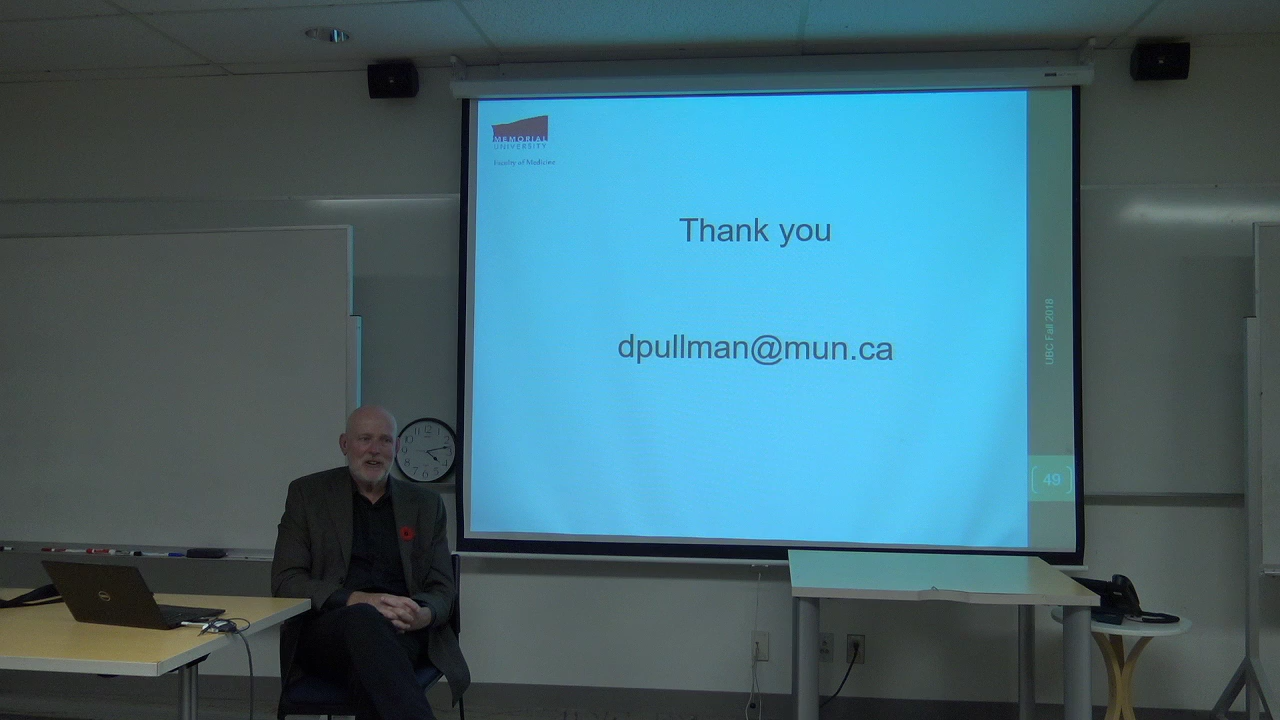 MEMORIAL
UNIVERSITY
Faculty of Medicine
Thank you
dpullman@mun.ca
UBC Fall 2018
49